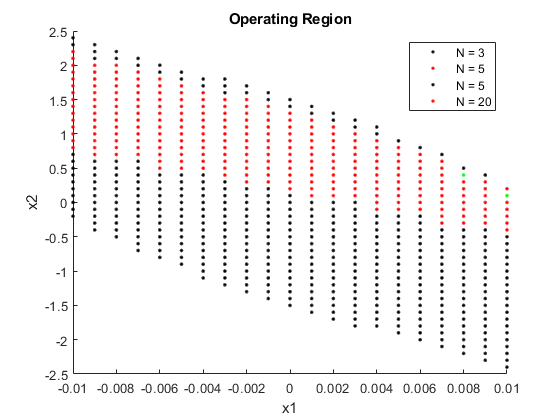 Operating Region
N = 3
N = 5
N = 5
N = 20
2.5
2
1.5
1
0.5
0
-0.5
-1
-1.5
-2
-2.5
x2
-0.01 -0.008 -0.006 -0.004 -0.002 0 0.002 0.004 0.006 0.008 0.01
x1